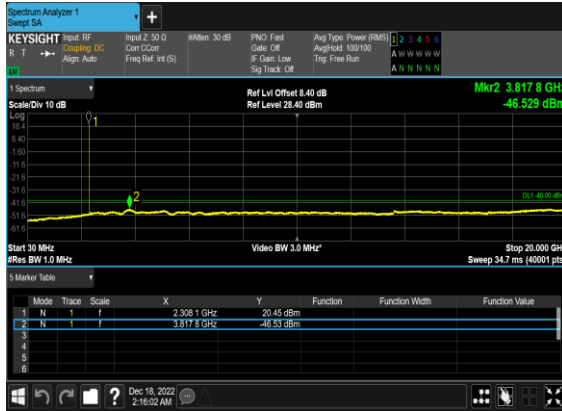 Spectrum Analyzer 1
Swept SA
+
KEYSIGHT Input: RF Input Z: 50 Ω #Atten: 30 dB PNO: Fast Avg Type: Power (RMS) 1 2 3 4 5 6
R T Coupling: DC Corr CCorr Gate: Off Avg|Hold: 100/100 A W W W W W
Align: Auto Freq Ref: Int (S) IF Gain: Low Trig: Free Run
LU Sig Track: Off A N N N N N
1 Spectrum Ref Lvl Offset 8.40 dB Mkr2 3.817 8 GHz
Scale/Div 10 dB Ref Level 28.40 dBm -46.529 dBm
Log
18.4
8.40
-1.60
-11.6
-21.6
-31.6
-41.6
-51.6
-61.6
1
2
DL1 -40.00 dB
Start 30 MHz Video BW 3.0 MHz* Stop 20.000 GHz
#Res BW 1.0 MHz Sweep 34.7 ms (40001 pts
5 Marker Table
Mode Trace Scale X Y Function Function Width Function Value
1 N 1 f 2.308 1 GHz 20.45 dBm
2 N 1 f 3.817 8 GHz -46.53 dBm
3
4
5
6
? Dec 18, 2022
2:16:02 AM